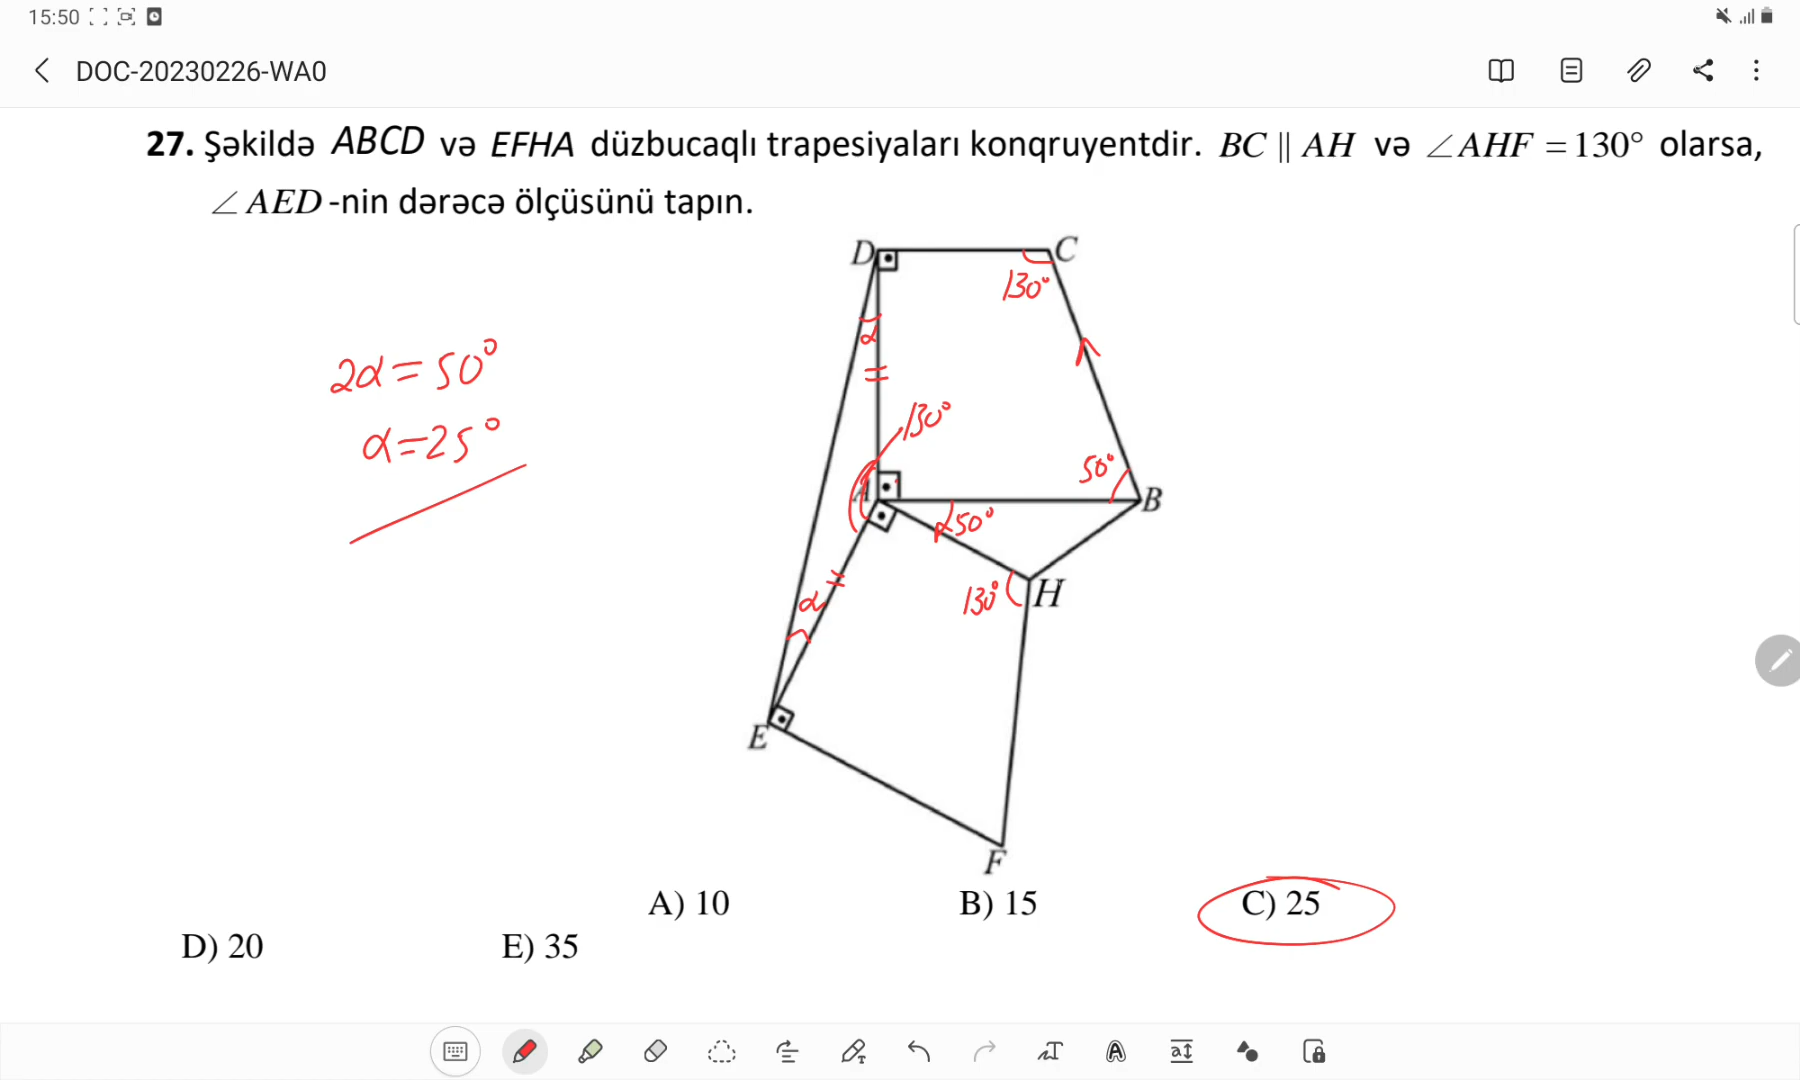 15:50
DOC-20230226-WA0
27. Şəkildə ABCD və EFHA düzbucaqlı trapesiyaları konqruyentdir. BC || AH və ∠AHF = 130° olarsa,
∠AED-nin dərəcə ölçüsünü tapın.
D C
130°
α
2α = 50°
130°
α = 25°
50°
A B
50°
α
130° H
E
F
A) 10 B) 15 C) 25
D) 20 E) 35